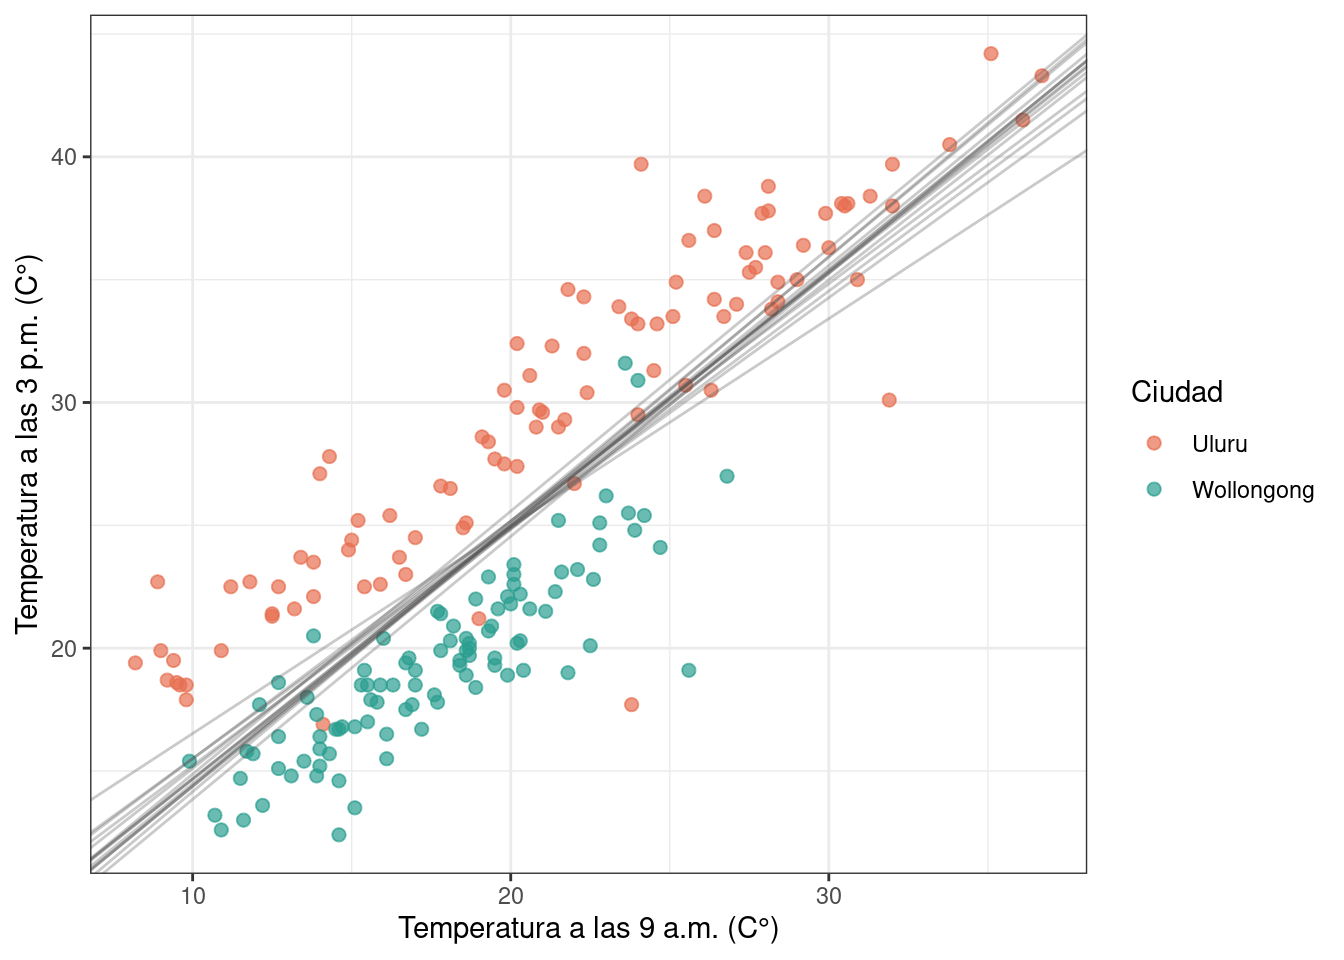 Temperatura a las 3 p.m. (C°)
40
30
20
10
20
30
Temperatura a las 9 a.m. (C°)
Ciudad
Uluru
Wollongong